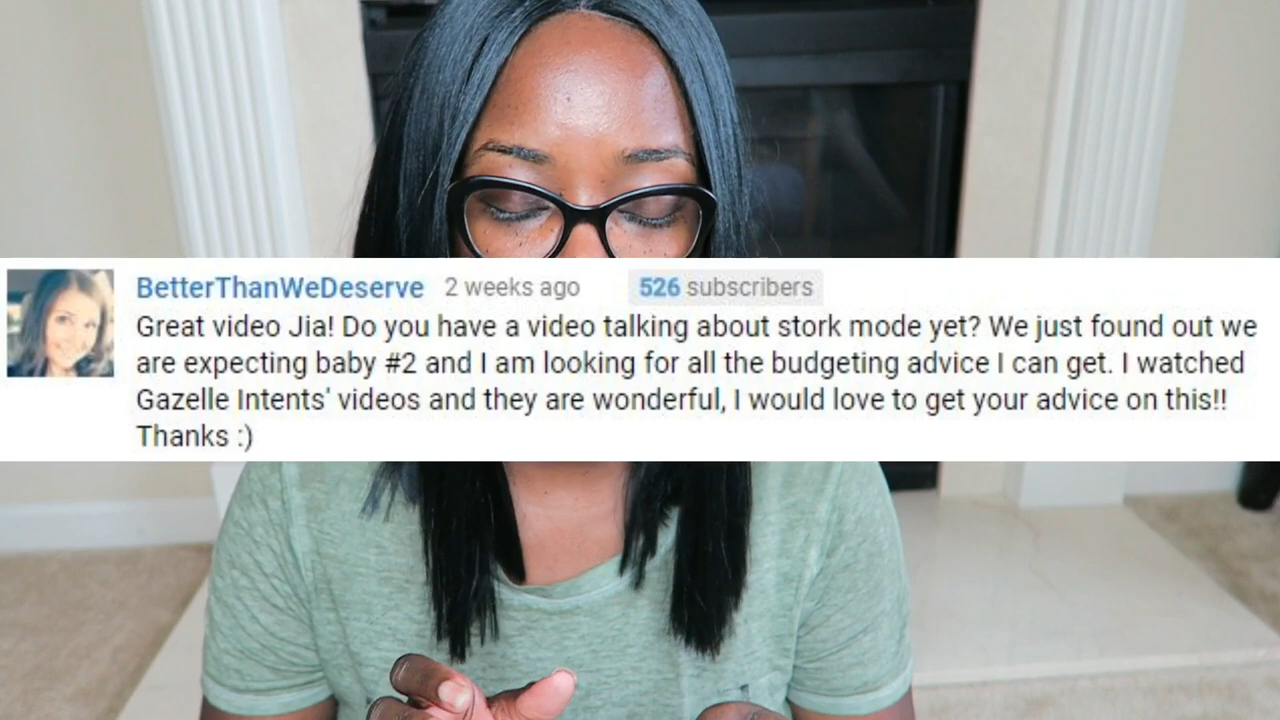 BetterThanWeDeserve 2 weeks ago 526 subscribers
Great video Jia! Do you have a video talking about stork mode yet? We just found out we
are expecting baby #2 and I am looking for all the budgeting advice I can get. I watched
Gazelle Intents' videos and they are wonderful, I would love to get your advice on this!!
Thanks :)